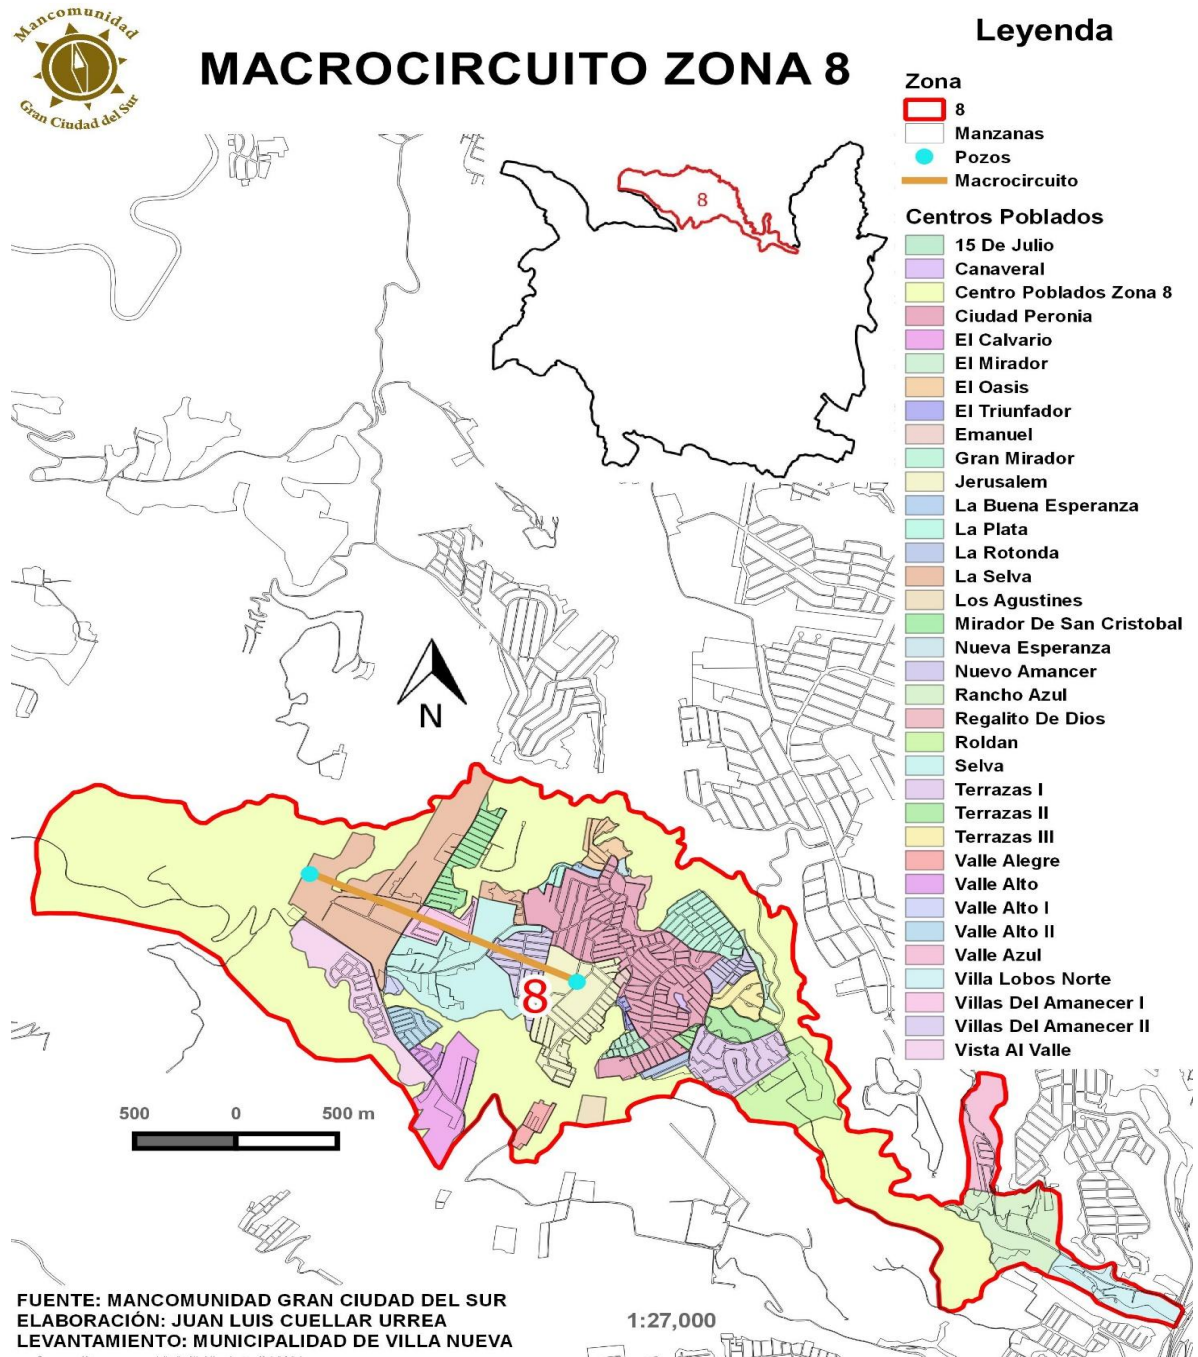 Mancomunidad
Gran Ciudad del Sur
MACROCIRCUITO ZONA 8
Leyenda
Zona
8
Manzanas
Pozos
Macrocircuito
Centros Poblados
15 De Julio
Canaveral
Centro Poblados Zona 8
Ciudad Peronia
El Calvario
El Mirador
El Oasis
El Triunfador
Emanuel
Gran Mirador
Jerusalem
La Buena Esperanza
La Plata
La Rotonda
La Selva
Los Agustines
Mirador De San Cristobal
Nueva Esperanza
Nuevo Amancer
Rancho Azul
Regalito De Dios
Roldan
Selva
Terrazas I
Terrazas II
Terrazas III
Valle Alegre
Valle Alto
Valle Alto I
Valle Alto II
Valle Azul
Villa Lobos Norte
Villas Del Amanecer I
Villas Del Amanecer II
Vista Al Valle
8
N
8
500 0 500 m
FUENTE: MANCOMUNIDAD GRAN CIUDAD DEL SUR
ELABORACIÓN: JUAN LUIS CUELLAR URREA
LEVANTAMIENTO: MUNICIPALIDAD DE VILLA NUEVA
1:27,000